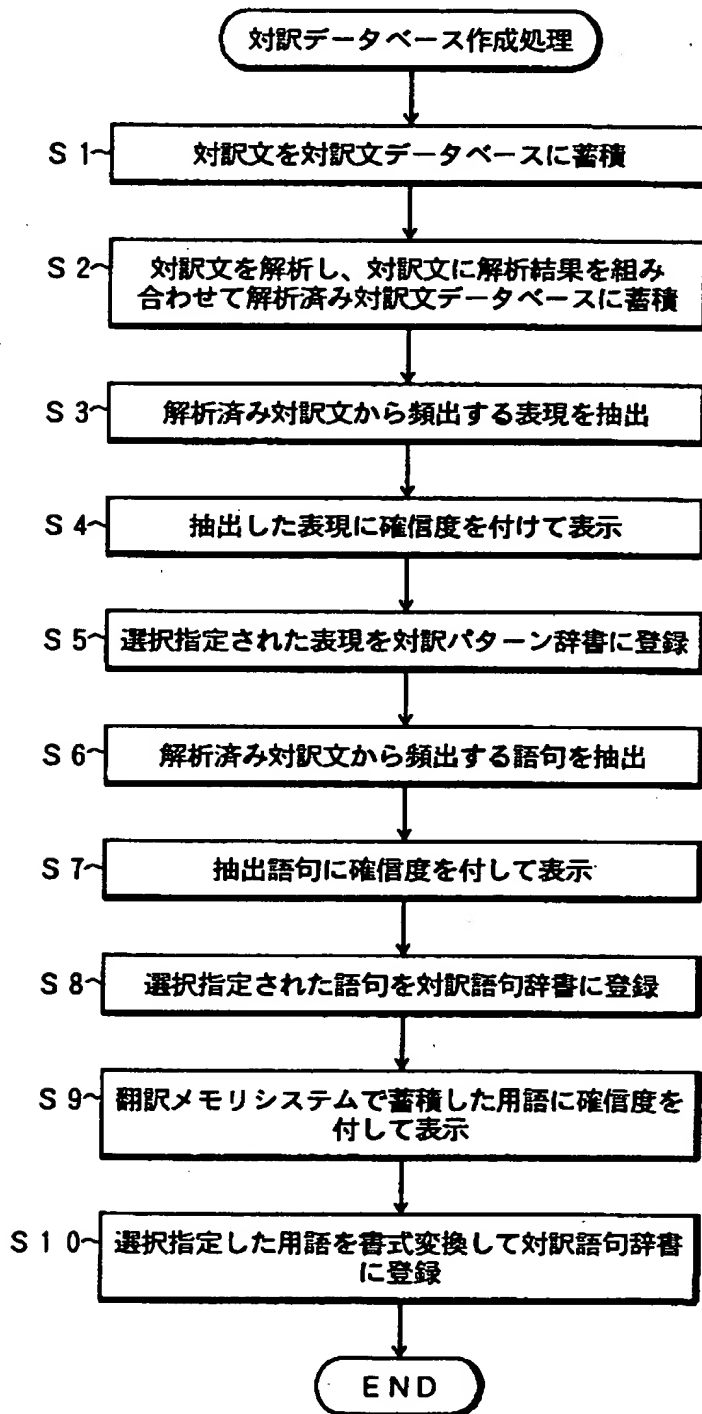 対訳データベース作成処理
S1~ 対訳文を対訳文データベースに蓄積
S2~ 対訳文を解析し、対訳文に解析結果を組み
合わせて解析済み対訳文データベースに蓄積
S3~ 解析済み対訳文から頻出する表現を抽出
S4~ 抽出した表現に確信度を付けて表示
S5~ 選択指定された表現を対訳パターン辞書に登録
S6~ 解析済み対訳文から頻出する語句を抽出
S7~ 抽出語句に確信度を付して表示
S8~ 選択指定された語句を対訳語句辞書に登録
S9~ 翻訳メモリシステムで蓄積した用語に確信度を
付して表示
S10~ 選択指定した用語を書式変換して対訳語句辞書
に登録
END